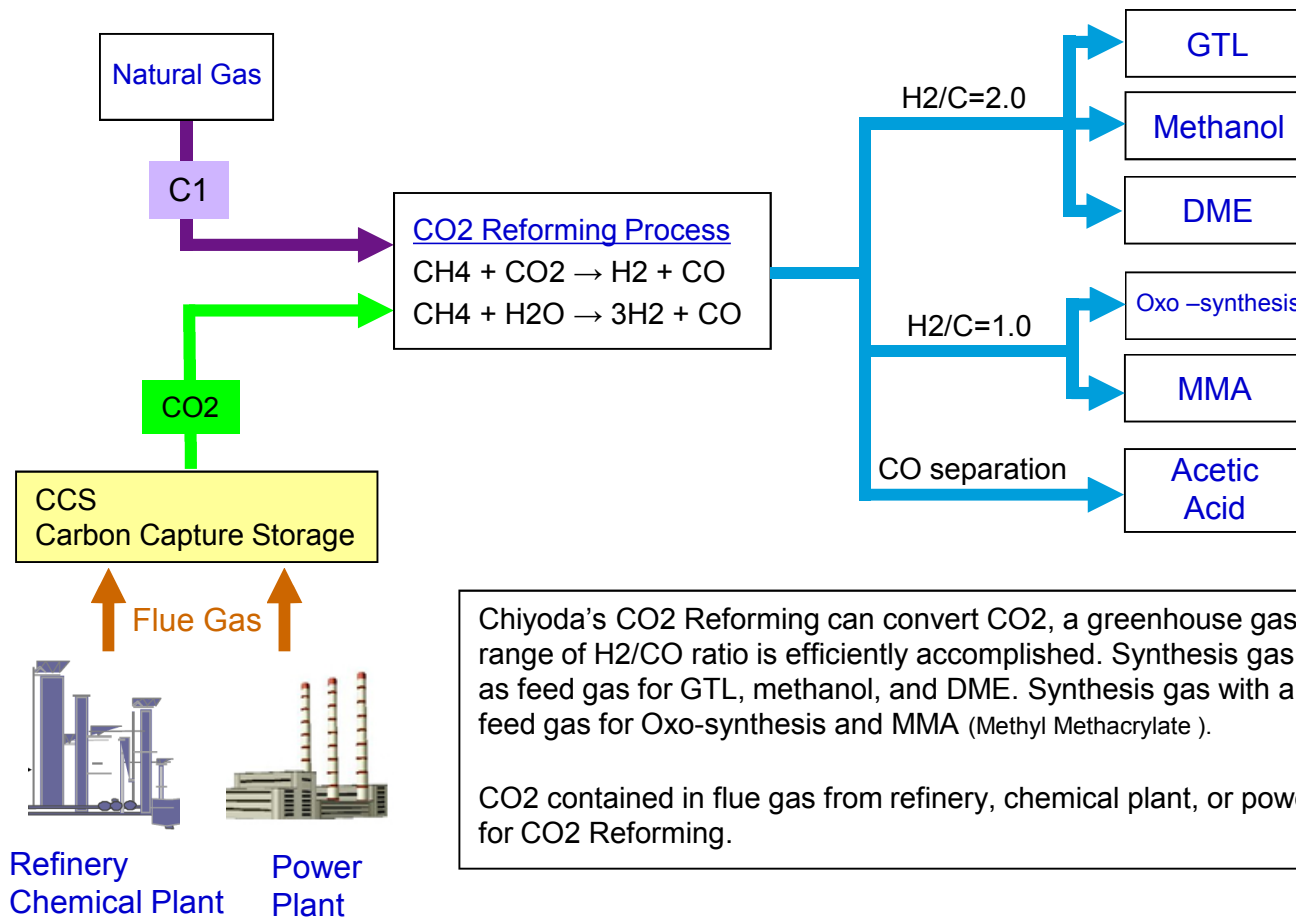 Natural Gas
C1
CO2 Reforming Process
CH4 + CO2 → H2 + CO
CH4 + H2O → 3H2 + CO
CO2
CCS
Carbon Capture Storage
Flue Gas
Refinery
Chemical Plant
Power
Plant
H2/C=2.0
GTL
Methanol
DME
H2/C=1.0
Oxo –synthesis
MMA
CO separation
Acetic
Acid
Chiyoda's CO2 Reforming can convert CO2, a greenhouse gas
range of H2/CO ratio is efficiently accomplished. Synthesis gas
as feed gas for GTL, methanol, and DME. Synthesis gas with a
feed gas for Oxo-synthesis and MMA (Methyl Methacrylate ).
CO2 contained in flue gas from refinery, chemical plant, or
for CO2 Reforming.